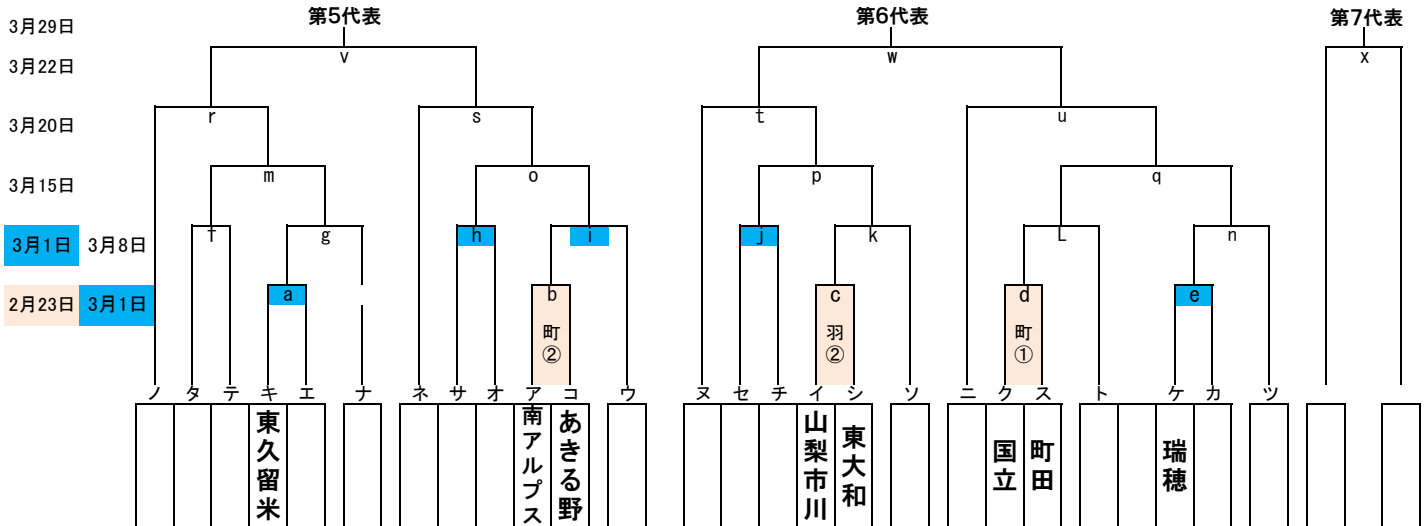 第5代表 第6代表 第7代表
3月29日
v w x
3月22日
r s t u
3月20日
m o p q
3月15日
f g h i j k L n
3月1日 3月8日
a b c d e
2月23日 3月1日
町② 羽② 町①
ノ タ テ キ エ ナ ネ サ オ ア コ ウ ヌ セ チ イ シ ソ ニ ク ス ト ケ カ ツ
東久留米 南アルプス あきる野 山梨市川 東大和 国立 町田 瑞穂